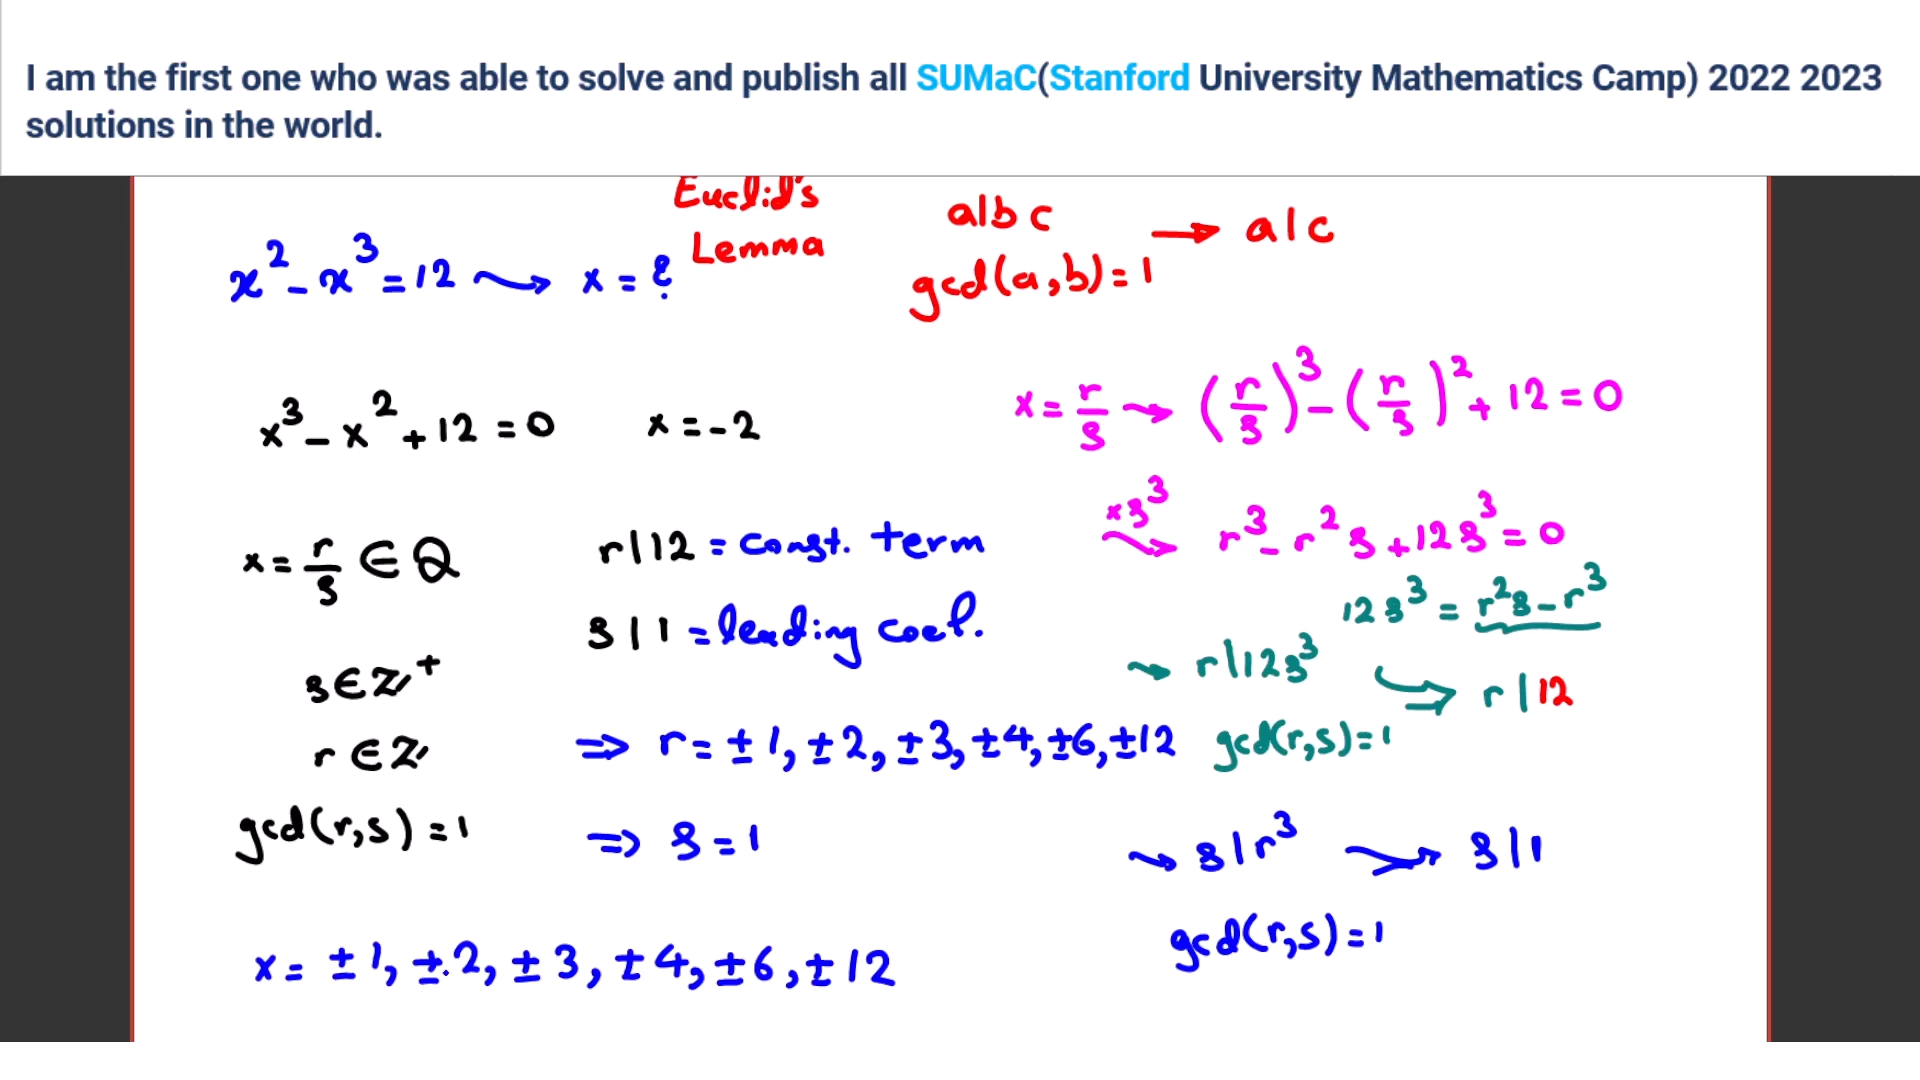 I am the first one who was able to solve and publish all SUMaC(Stanford University Mathematics Camp) 2022 2023
solutions in the world.
Euclid's
Lemma
a|bc
gcd(a,b)=1
→ a|c
x² - x³ = 12 ⇝ x = ?
x³ - x² + 12 = 0
x = -2
x = r/s ⇝ (r/s)³ - (r/s)² + 12 = 0
×s³ ⇝ r³ - r²s + 12s³ = 0
12s³ = r²s - r³
x = r/s ∈ Q
s ∈ Z⁺
r ∈ Z
gcd(r,s) = 1
r|12 = const. term
s|1 = leading coef.
⇒ r = ±1, ±2, ±3, ±4, ±6, ±12
⇒ s = 1
⇝ r|12s³
gcd(r,s)=1
⇒ r|12
⇝ s|r³ → s|1
gcd(r,s)=1
x = ±1, ±2, ±3, ±4, ±6, ±12